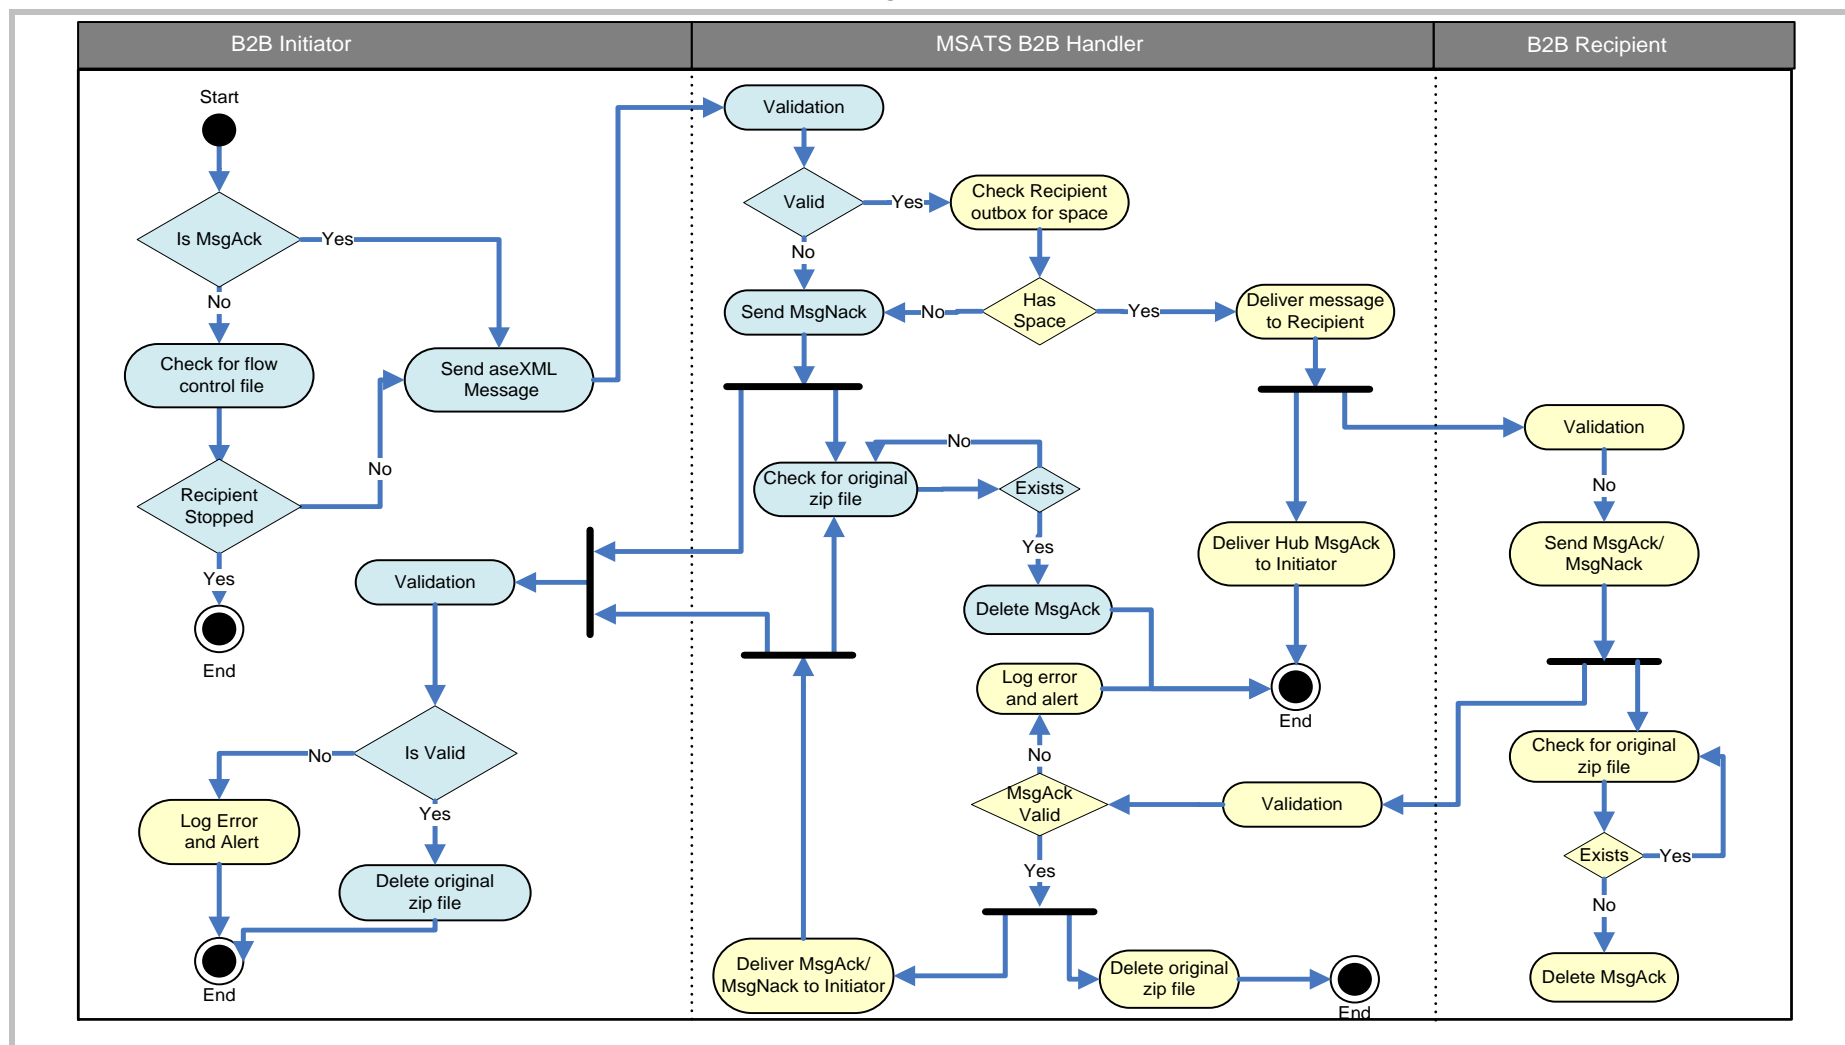 B2B Initiator
MSATS B2B Handler
B2B Recipient
Start
Is MsgAck
Yes
No
Check for flow
control file
Send aseXML
Message
No
Recipient
Stopped
Yes
End
Validation
Is Valid
No
Yes
Log Error
and Alert
Delete original
zip file
End
Validation
Valid
Yes
Check Recipient
outbox for space
No
Send MsgNack
No
Has
Space
Yes
Deliver message
to Recipient
No
Check for original
zip file
Exists
Yes
Delete MsgAck
Deliver Hub MsgAck
to Initiator
Log error
and alert
End
No
MsgAck
Valid
Validation
Yes
Deliver MsgAck/
MsgNack to Initiator
Delete original
zip file
End
Validation
No
Send MsgAck/
MsgNack
Check for original
zip file
Exists
Yes
No
Delete MsgAck